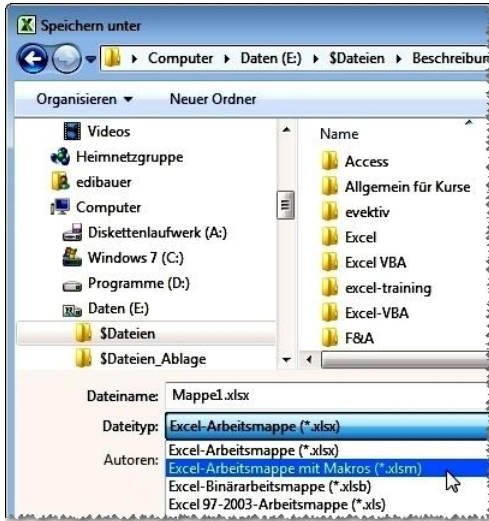 Speichern unter
Computer Daten (E:) $Dateien Beschreibun
Organisieren Neuer Ordner
Videos
Heimnetzgruppe
edibauer
Computer
Diskettenlaufwerk (A:)
Windows 7 (C:)
Programme (D:)
Daten (E:)
$Dateien
$Dateien_Ablage
Name
Access
Allgemein für Kurse
evektiv
Excel
Excel VBA
excel-training
Excel-VBA
F&A
Dateiname: Mappe1.xlsx
Dateityp: Excel-Arbeitsmappe (*.xlsx)
Excel-Arbeitsmappe (*.xlsx)
Autoren: Excel-Arbeitsmappe mit Makros (*.xlsm)
Excel-Binärarbeitsmappe (*.xlsb)
Excel 97-2003-Arbeitsmappe (*.xls)